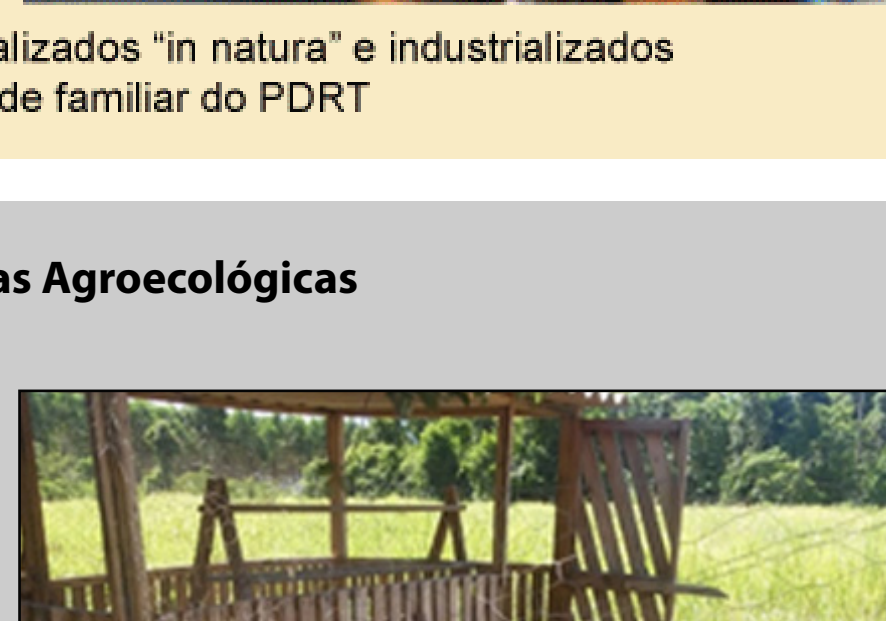 alizados “in natura” e industrializados
de familiar do PDRT
as Agroecológicas